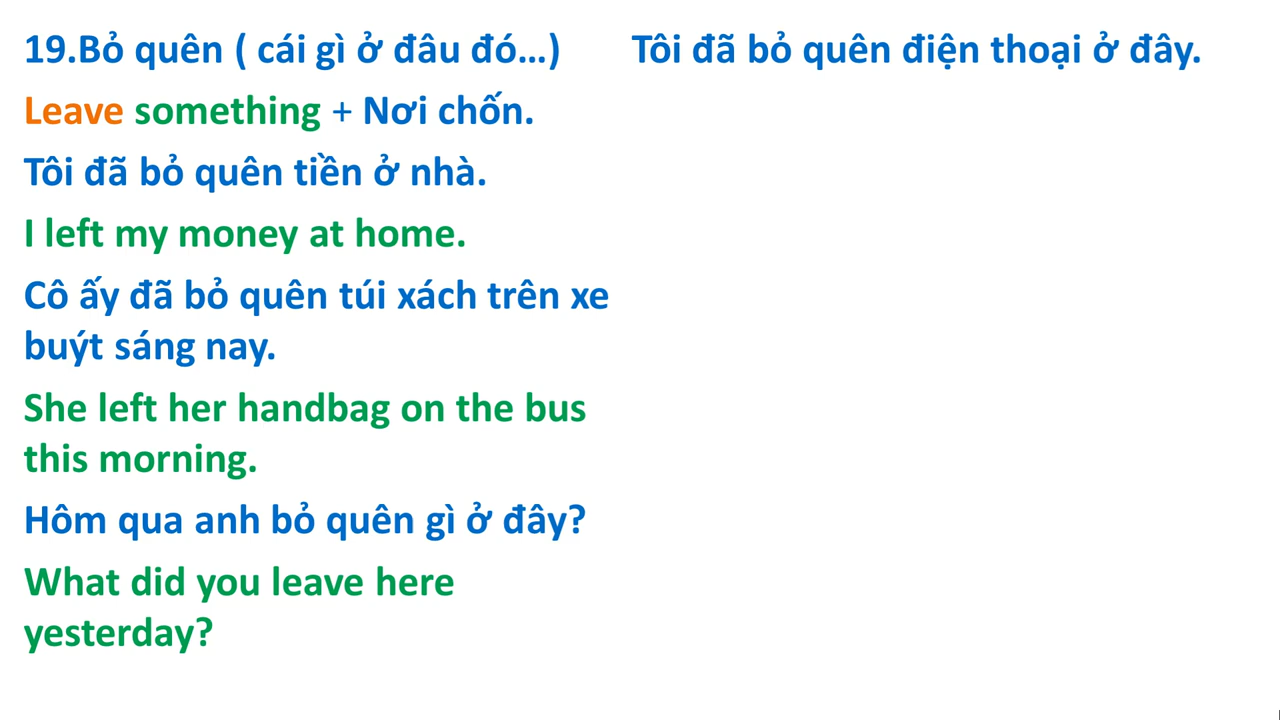 19.Bỏ quên ( cái gì ở đâu đó...)
Leave something + Nơi chốn.
Tôi đã bỏ quên tiền ở nhà.
I left my money at home.
Cô ấy đã bỏ quên túi xách trên xe
buýt sáng nay.
She left her handbag on the bus
this morning.
Hôm qua anh bỏ quên gì ở đây?
What did you leave here
yesterday?
Tôi đã bỏ quên điện thoại ở đây.